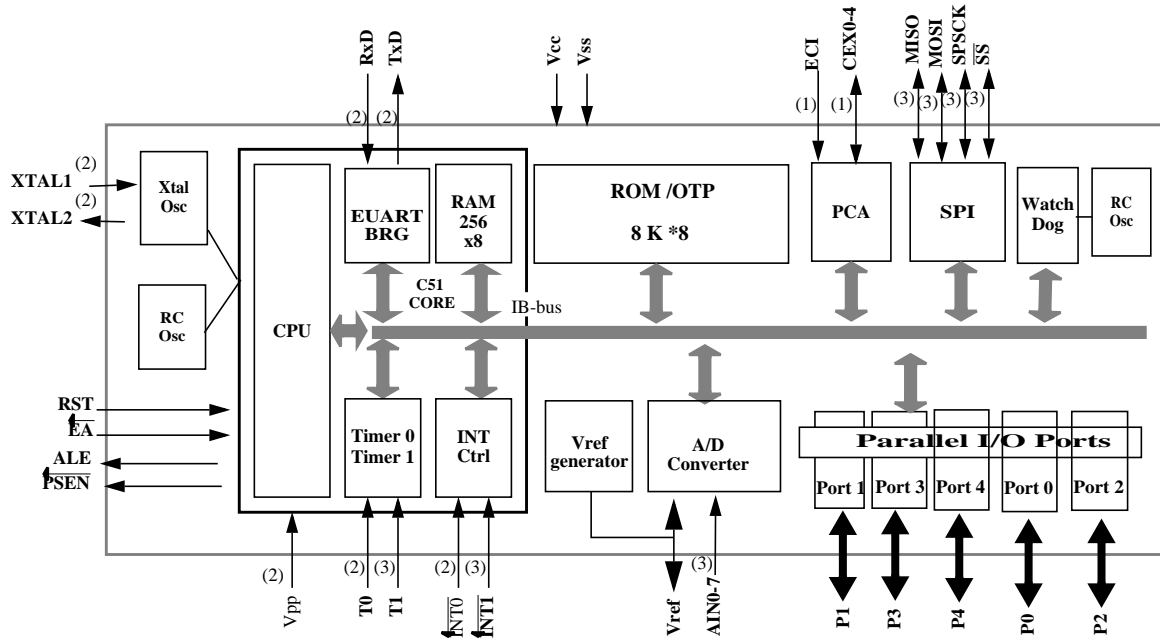 RxD
TxD
Vcc
Vss
ECI
CEX0-4
MISO
MOSI
SPSCK
SS
(2)
(2)
(1)
(1)
(3)
(3)
(3)
(3)
XTAL1
(2)
XTAL2
(2)
Xtal
Osc
RC
Osc
CPU
EUART
BRG
RAM
256
x8
C51
CORE
IB-bus
ROM /OTP
8 K *8
PCA
SPI
Watch
Dog
RC
Osc
RST
EA
ALE
PSEN
Timer 0
Timer 1
INT
Ctrl
Vref
generator
A/D
Converter
Parallel I/O Ports
Port 1
Port 3
Port 4
Port 0
Port 2
(2)
(2)
(3)
(2)
(3)
(3)
Vpp
T0
T1
INT0
INT1
Vref
AIN0-7
P1
P3
P4
P0
P2